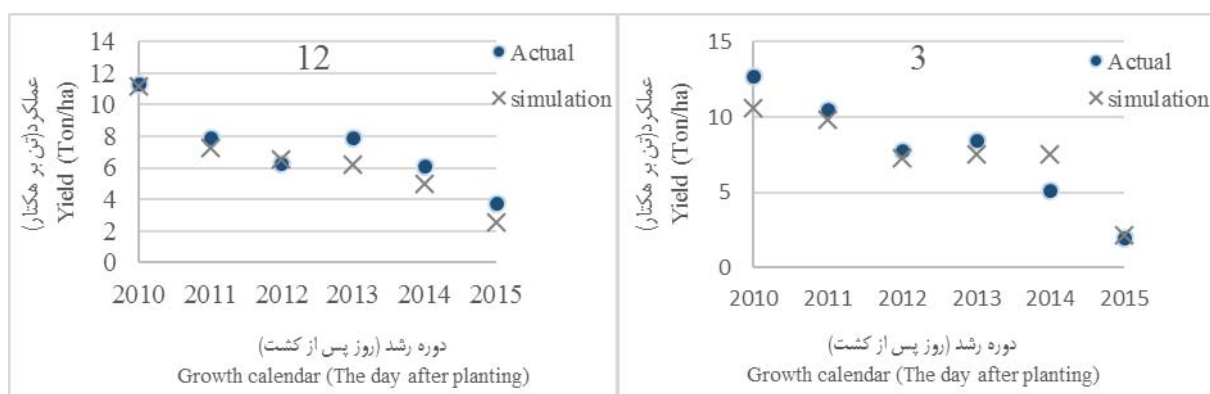 عملکرد(تن بر هکتار)
Yield (Ton/ha)
14
12
10
8
6
4
2
0
12
Actual
simulation
2010 2011 2012 2013 2014 2015
دوره رشد (روز پس از کشت)
Growth calendar (The day after planting)
عملکرد(تن بر هکتار)
Yield (Ton/ha)
15
10
5
0
3
Actual
simulation
2010 2011 2012 2013 2014 2015
دوره رشد (روز پس از کشت)
Growth calendar (The day after planting)